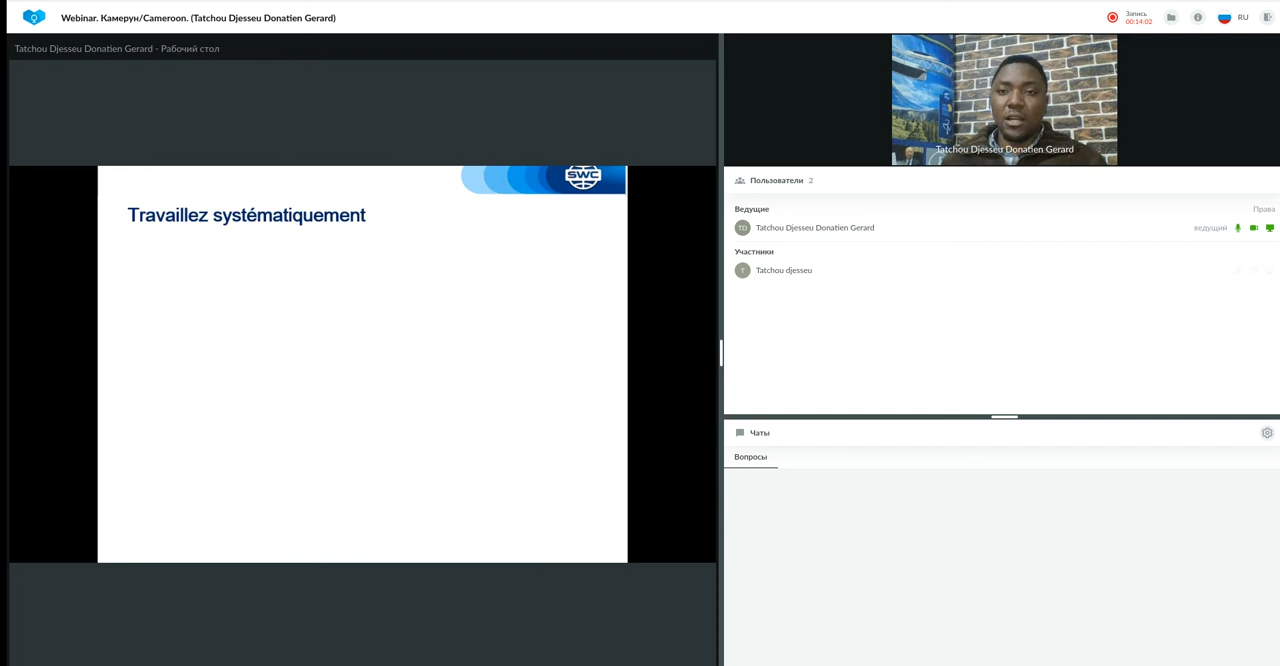 Webinar. Камерун/Cameroon. (Tatchou Djesseu Donatien Gerard)
Запись
00:14:02
RU
Tatchou Djesseu Donatien Gerard - Рабочий стол
SWC
Travaillez systématiquement
Tatchou Djesseu Donatien Gerard
Пользователи 2
Ведущие Права
TD Tatchou Djesseu Donatien Gerard ведущий
Участники
T Tatchou djesseu
Чаты
Вопросы